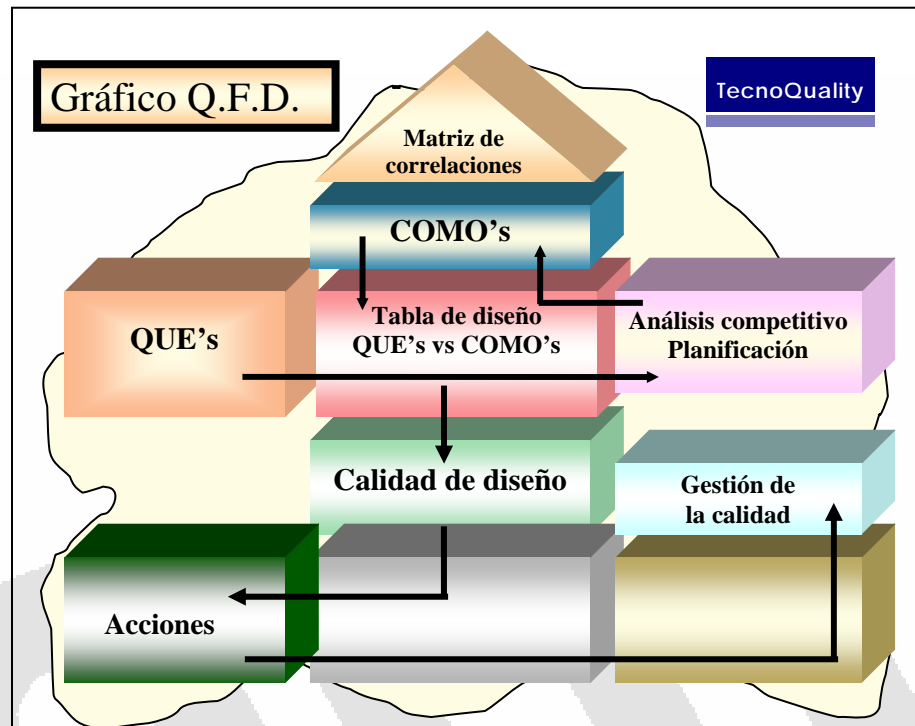 Gráfico Q.F.D.
TecnoQuality
Matriz de
correlaciones
COMO’s
QUE’s
Tabla de diseño
QUE’s vs COMO’s
Análisis competitivo
Planificación
Calidad de diseño
Gestión de
la calidad
Acciones